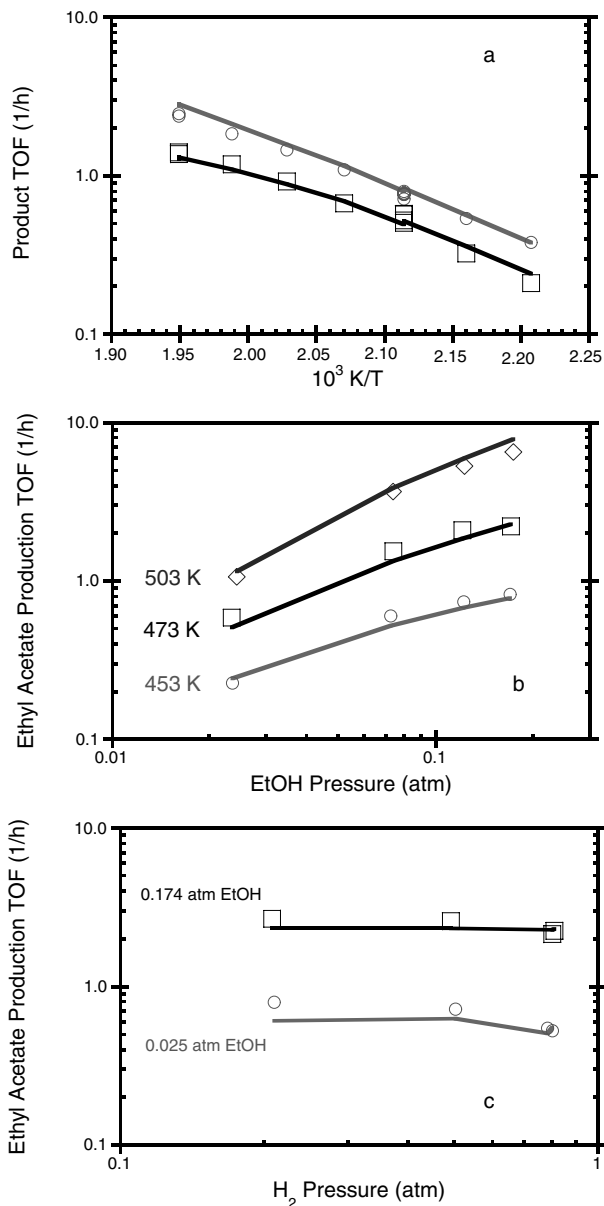 Product TOF (1/h)
10.0
1.0
0.1
a
1.90
1.95
2.00
2.05
2.10
2.15
2.20
2.25
10³ K/T
Ethyl Acetate Production TOF (1/h)
10.0
1.0
0.1
503 K
473 K
453 K
b
0.01
0.1
EtOH Pressure (atm)
Ethyl Acetate Production TOF (1/h)
10.0
1.0
0.1
0.174 atm EtOH
0.025 atm EtOH
c
0.1
1
H₂ Pressure (atm)